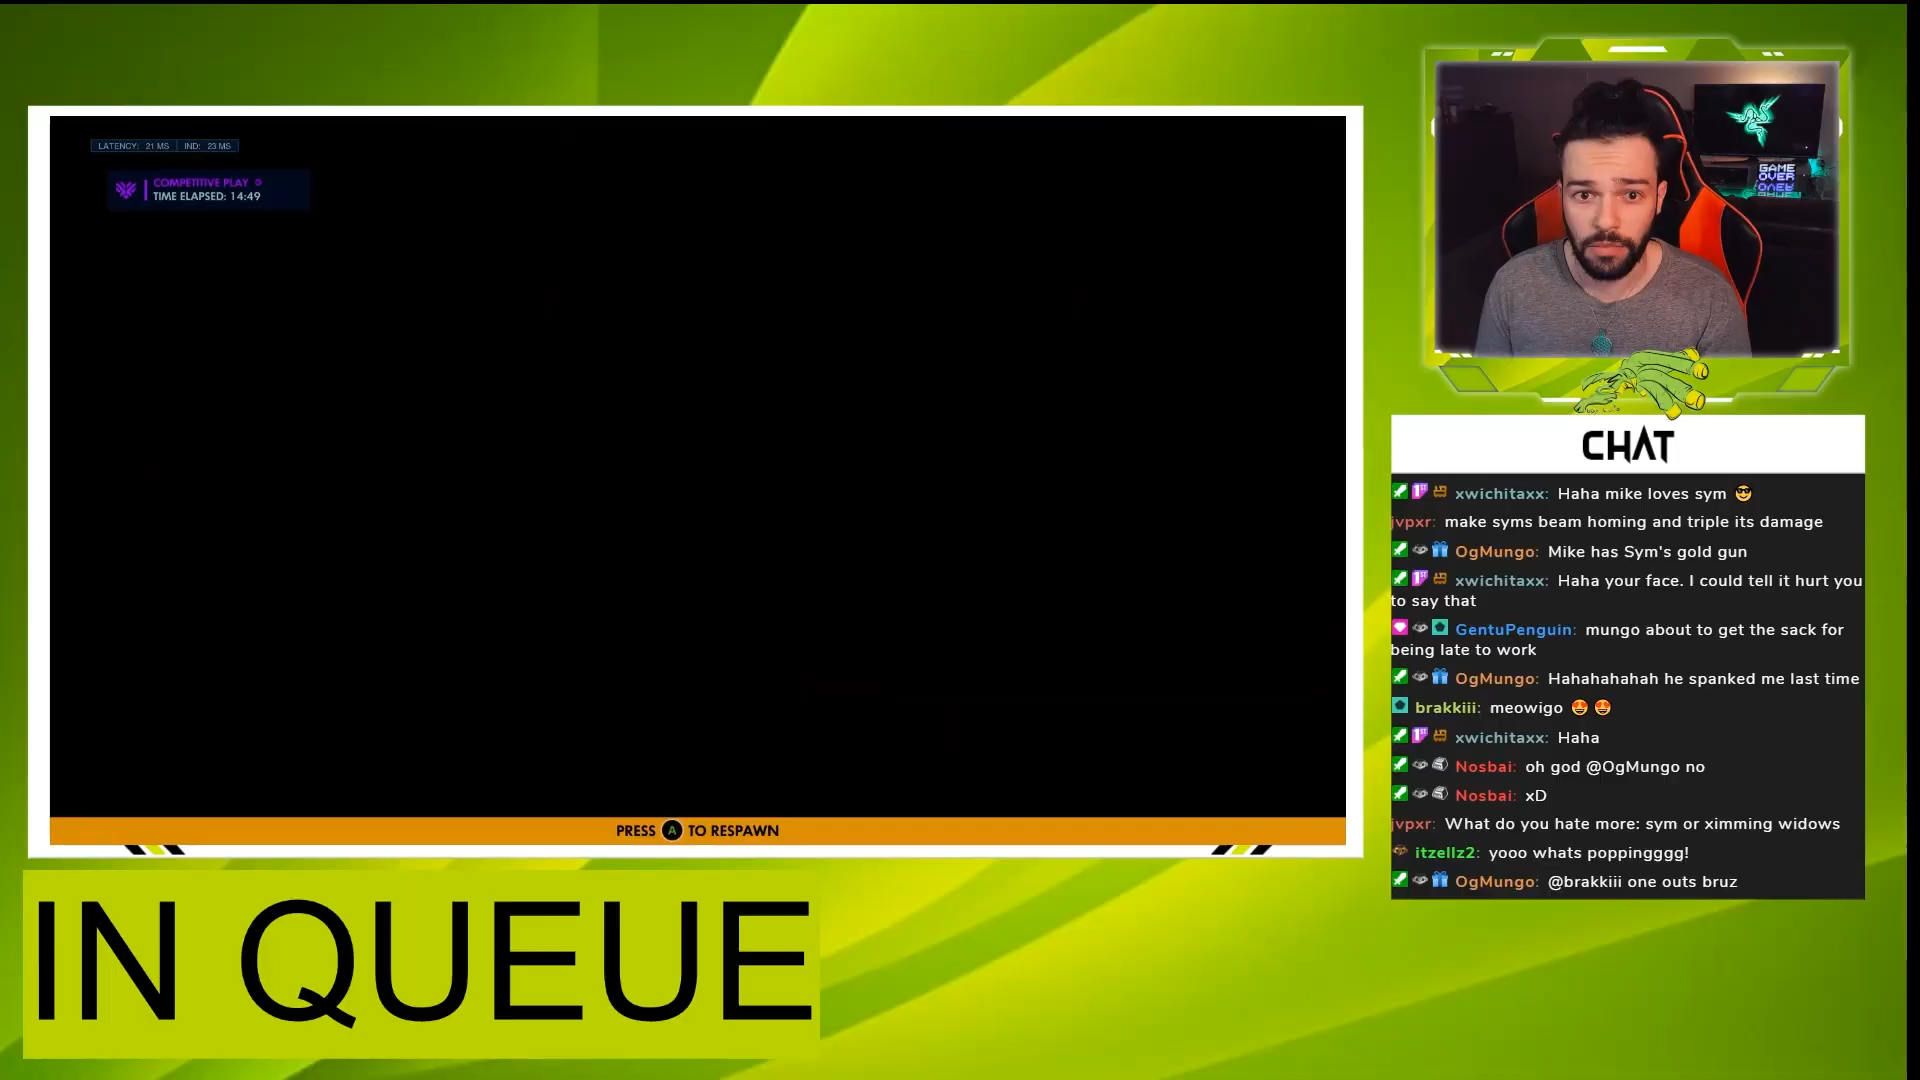 LATENCY: 21 MS IND: 23 MS
COMPETITIVE PLAY
TIME ELAPSED: 14:49
PRESS A TO RESPAWN
IN QUEUE
GAME
OVER
CHAT
xwichitaxx: Haha mike loves sym 😎
jvpxr: make syms beam homing and triple its damage
OgMungo: Mike has Sym's gold gun
xwichitaxx: Haha your face. I could tell it hurt you
to say that
GentuPenguin: mungo about to get the sack for
being late to work
OgMungo: Hahahahahah he spanked me last time
brakkiii: meowigo 😍 😍
xwichitaxx: Haha
Nosbai: oh god @OgMungo no
Nosbai: xD
jvpxr: What do you hate more: sym or ximming widows
itzellz2: yooo whats poppingggg!
OgMungo: @brakkiii one outs bruz